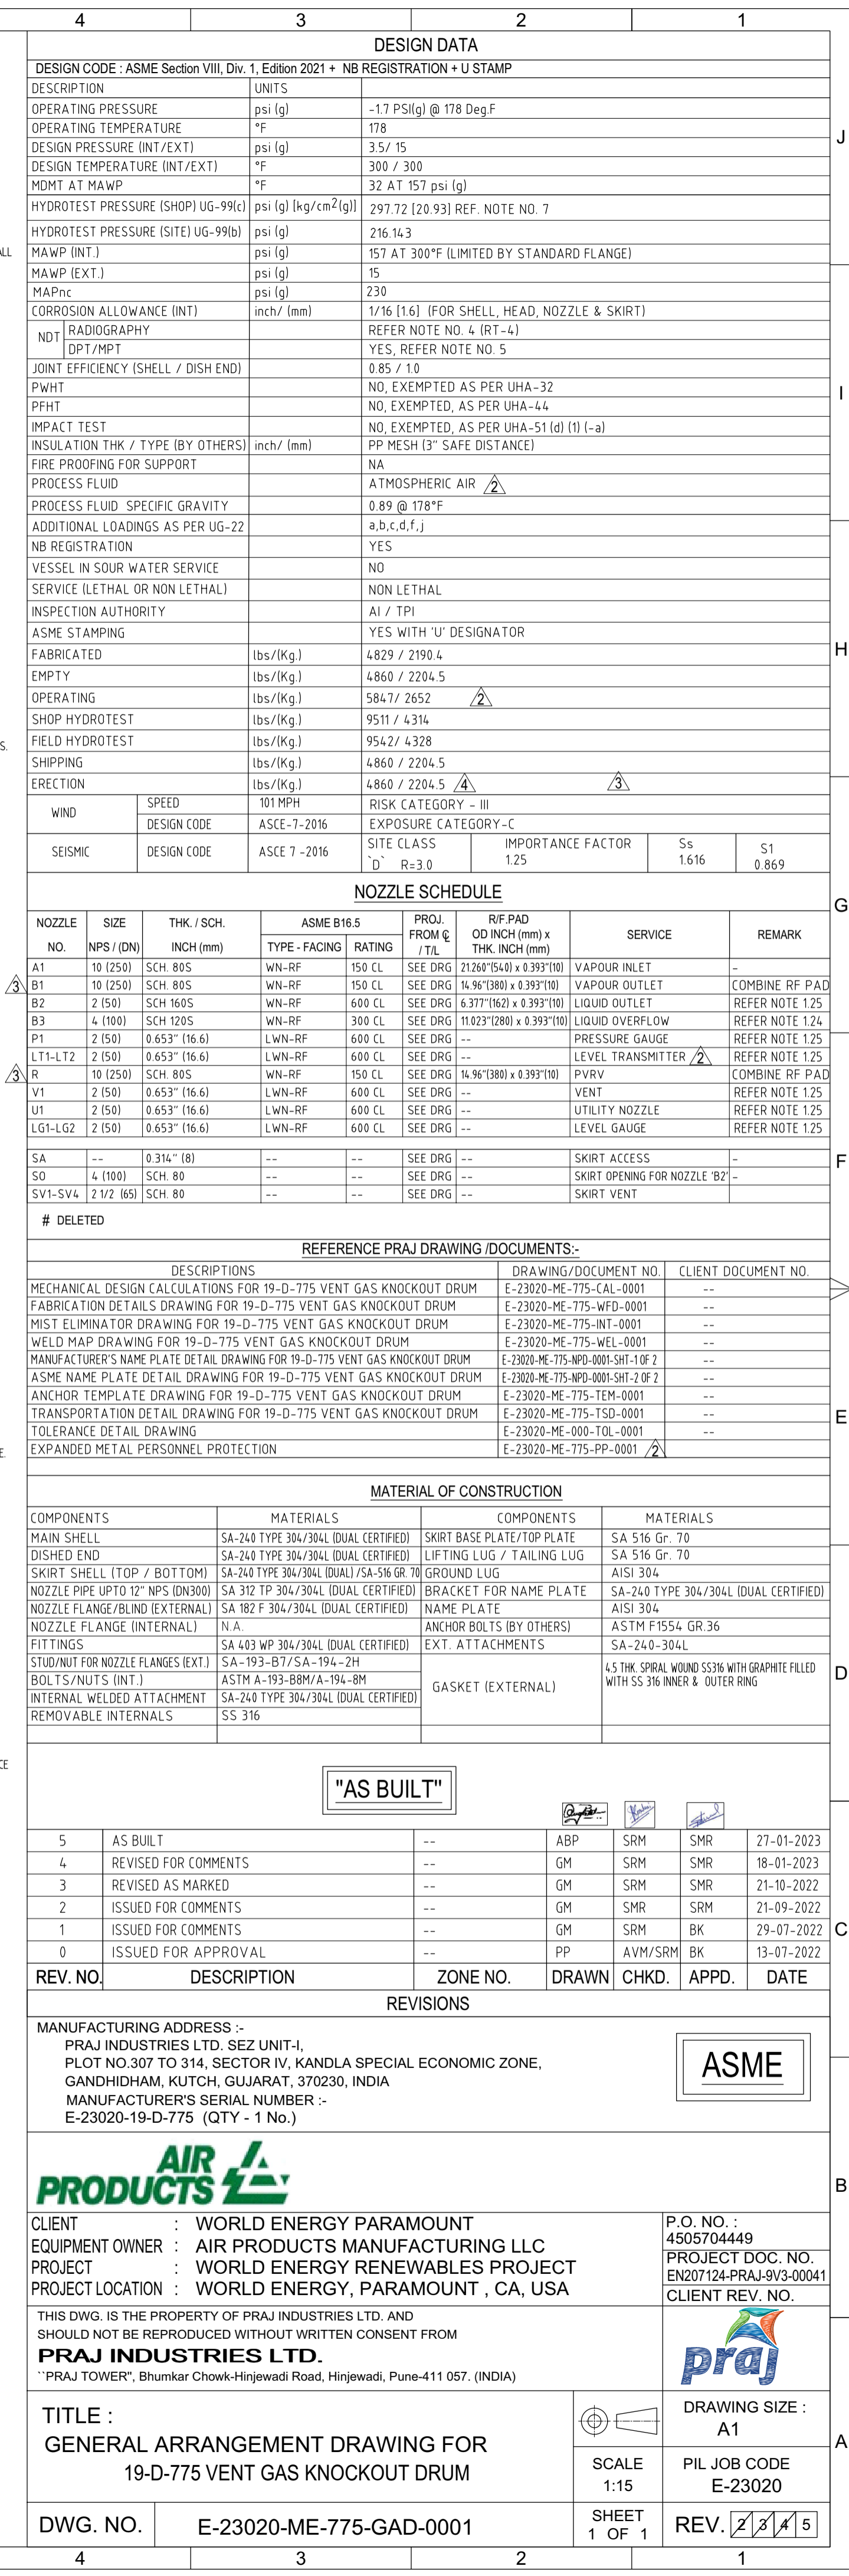 4 3 2 1
DESIGN DATA
DESIGN CODE : ASME Section VIII, Div. 1, Edition 2021 + NB REGISTRATION + U STAMP
DESCRIPTION UNITS
OPERATING PRESSURE psi (g) -1.7 PSI(g) @ 178 Deg.F
OPERATING TEMPERATURE °F 178
DESIGN PRESSURE (INT/EXT) psi (g) 3.5/ 15
J
DESIGN TEMPERATURE (INT/EXT) °F 300 / 300
MDMT AT MAWP °F 32 AT 157 psi (g)
HYDROTEST PRESSURE (SHOP) UG-99(c) psi (g) [kg/cm2(g)] 297.72 [20.93] REF. NOTE NO. 7
HYDROTEST PRESSURE (SITE) UG-99(b) psi (g) 216.143
ALL
MAWP (INT.) psi (g) 157 AT 300°F (LIMITED BY STANDARD FLANGE)
MAWP (EXT.) psi (g) 15
MAPnc psi (g) 230
CORROSION ALLOWANCE (INT) inch/ (mm) 1/16 [1.6] (FOR SHELL, HEAD, NOZZLE & SKIRT)
NDT RADIOGRAPHY REFER NOTE NO. 4 (RT-4)
DPT/MPT YES, REFER NOTE NO. 5
JOINT EFFICIENCY (SHELL / DISH END) 0.85 / 1.0
PWHT NO, EXEMPTED AS PER UHA-32
I
PFHT NO, EXEMPTED, AS PER UHA-44
IMPACT TEST NO, EXEMPTED, AS PER UHA-51 (d) (1) (-a)
INSULATION THK / TYPE (BY OTHERS) inch/ (mm) PP MESH (3" SAFE DISTANCE)
FIRE PROOFING FOR SUPPORT NA
PROCESS FLUID ATMOSPHERIC AIR 2
PROCESS FLUID SPECIFIC GRAVITY 0.89 @ 178°F
ADDITIONAL LOADINGS AS PER UG-22 a,b,c,d,f,j
NB REGISTRATION YES
VESSEL IN SOUR WATER SERVICE NO
SERVICE (LETHAL OR NON LETHAL) NON LETHAL
INSPECTION AUTHORITY AI / TPI
ASME STAMPING YES WITH 'U' DESIGNATOR
H
FABRICATED lbs/(Kg.) 4829 / 2190.4
EMPTY lbs/(Kg.) 4860 / 2204.5
OPERATING lbs/(Kg.) 5847/ 2652 2
SHOP HYDROTEST lbs/(Kg.) 9511 / 4314
FIELD HYDROTEST lbs/(Kg.) 9542/ 4328
S.
SHIPPING lbs/(Kg.) 4860 / 2204.5
ERECTION lbs/(Kg.) 4860 / 2204.5 4 3
WIND SPEED 101 MPH RISK CATEGORY - III
DESIGN CODE ASCE-7-2016 EXPOSURE CATEGORY-C
SEISMIC DESIGN CODE ASCE 7 -2016 SITE CLASS `D` R=3.0 IMPORTANCE FACTOR 1.25 Ss 1.616 S1 0.869
NOZZLE SCHEDULE
G
NOZZLE NO. SIZE NPS / (DN) THK. / SCH. INCH (mm) ASME B16.5 TYPE - FACING RATING PROJ. FROM ℄ / T/L R/F.PAD OD INCH (mm) x THK. INCH (mm) SERVICE REMARK
A1 10 (250) SCH. 80S WN-RF 150 CL SEE DRG 21.260"(540) x 0.393"(10) VAPOUR INLET -
3 B1 10 (250) SCH. 80S WN-RF 150 CL SEE DRG 14.96"(380) x 0.393"(10) VAPOUR OUTLET COMBINE RF PAD
B2 2 (50) SCH 160S WN-RF 600 CL SEE DRG 6.377"(162) x 0.393"(10) LIQUID OUTLET REFER NOTE 1.25
B3 4 (100) SCH 120S WN-RF 300 CL SEE DRG 11.023"(280) x 0.393"(10) LIQUID OVERFLOW REFER NOTE 1.24
P1 2 (50) 0.653" (16.6) LWN-RF 600 CL SEE DRG -- PRESSURE GAUGE REFER NOTE 1.25
LT1-LT2 2 (50) 0.653" (16.6) LWN-RF 600 CL SEE DRG -- LEVEL TRANSMITTER 2 REFER NOTE 1.25
3 R 10 (250) SCH. 80S WN-RF 150 CL SEE DRG 14.96"(380) x 0.393"(10) PVRV COMBINE RF PAD
V1 2 (50) 0.653" (16.6) LWN-RF 600 CL SEE DRG -- VENT REFER NOTE 1.25
U1 2 (50) 0.653" (16.6) LWN-RF 600 CL SEE DRG -- UTILITY NOZZLE REFER NOTE 1.25
LG1-LG2 2 (50) 0.653" (16.6) LWN-RF 600 CL SEE DRG -- LEVEL GAUGE REFER NOTE 1.25
SA -- 0.314" (8) -- -- SEE DRG -- SKIRT ACCESS -
F
SO 4 (100) SCH. 80 -- -- SEE DRG -- SKIRT OPENING FOR NOZZLE 'B2' -
SV1-SV4 2 1/2 (65) SCH. 80 -- -- SEE DRG -- SKIRT VENT
# DELETED
REFERENCE PRAJ DRAWING /DOCUMENTS:-
DESCRIPTIONS DRAWING/DOCUMENT NO. CLIENT DOCUMENT NO.
MECHANICAL DESIGN CALCULATIONS FOR 19-D-775 VENT GAS KNOCKOUT DRUM E-23020-ME-775-CAL-0001 --
FABRICATION DETAILS DRAWING FOR 19-D-775 VENT GAS KNOCKOUT DRUM E-23020-ME-775-WFD-0001 --
MIST ELIMINATOR DRAWING FOR 19-D-775 VENT GAS KNOCKOUT DRUM E-23020-ME-775-INT-0001 --
WELD MAP DRAWING FOR 19-D-775 VENT GAS KNOCKOUT DRUM E-23020-ME-775-WEL-0001 --
MANUFACTURER'S NAME PLATE DETAIL DRAWING FOR 19-D-775 VENT GAS KNOCKOUT DRUM E-23020-ME-775-NPD-0001-SHT-1 OF 2 --
ASME NAME PLATE DETAIL DRAWING FOR 19-D-775 VENT GAS KNOCKOUT DRUM E-23020-ME-775-NPD-0001-SHT-2 OF 2 --
ANCHOR TEMPLATE DRAWING FOR 19-D-775 VENT GAS KNOCKOUT DRUM E-23020-ME-775-TEM-0001 --
TRANSPORTATION DETAIL DRAWING FOR 19-D-775 VENT GAS KNOCKOUT DRUM E-23020-ME-775-TSD-0001 --
E
TOLERANCE DETAIL DRAWING E-23020-ME-000-TOL-0001 --
E.
EXPANDED METAL PERSONNEL PROTECTION E-23020-ME-775-PP-0001 2
MATERIAL OF CONSTRUCTION
COMPONENTS MATERIALS COMPONENTS MATERIALS
MAIN SHELL SA-240 TYPE 304/304L (DUAL CERTIFIED) SKIRT BASE PLATE/TOP PLATE SA 516 Gr. 70
DISHED END SA-240 TYPE 304/304L (DUAL CERTIFIED) LIFTING LUG / TAILING LUG SA 516 Gr. 70
SKIRT SHELL (TOP / BOTTOM) SA-240 TYPE 304/304L (DUAL) /SA-516 GR. 70 GROUND LUG AISI 304
NOZZLE PIPE UPTO 12" NPS (DN300) SA 312 TP 304/304L (DUAL CERTIFIED) BRACKET FOR NAME PLATE SA-240 TYPE 304/304L (DUAL CERTIFIED)
NOZZLE FLANGE/BLIND (EXTERNAL) SA 182 F 304/304L (DUAL CERTIFIED) NAME PLATE AISI 304
NOZZLE FLANGE (INTERNAL) N.A. ANCHOR BOLTS (BY OTHERS) ASTM F1554 GR.36
FITTINGS SA 403 WP 304/304L (DUAL CERTIFIED) EXT. ATTACHMENTS SA-240-304L
STUD/NUT FOR NOZZLE FLANGES (EXT.) SA-193-B7/SA-194-2H GASKET (EXTERNAL) 4.5 THK. SPIRAL WOUND SS316 WITH GRAPHITE FILLED
D
BOLTS/NUTS (INT.) ASTM A-193-B8M/A-194-8M WITH SS 316 INNER & OUTER RING
INTERNAL WELDED ATTACHMENT SA-240 TYPE 304/304L (DUAL CERTIFIED)
REMOVABLE INTERNALS SS 316
CE
"AS BUILT"
5 AS BUILT -- ABP SRM SMR 27-01-2023
4 REVISED FOR COMMENTS -- GM SRM SMR 18-01-2023
3 REVISED AS MARKED -- GM SRM SMR 21-10-2022
2 ISSUED FOR COMMENTS -- GM SMR SRM 21-09-2022
1 ISSUED FOR COMMENTS -- GM SRM BK 29-07-2022
C
0 ISSUED FOR APPROVAL -- PP AVM/SRM BK 13-07-2022
REV. NO. DESCRIPTION ZONE NO. DRAWN CHKD. APPD. DATE
REVISIONS
MANUFACTURING ADDRESS :-
PRAJ INDUSTRIES LTD. SEZ UNIT-I,
PLOT NO.307 TO 314, SECTOR IV, KANDLA SPECIAL ECONOMIC ZONE,
GANDHIDHAM, KUTCH, GUJARAT, 370230, INDIA
MANUFACTURER'S SERIAL NUMBER :-
E-23020-19-D-775 (QTY - 1 No.)
ASME
AIR
PRODUCTS
B
CLIENT : WORLD ENERGY PARAMOUNT
EQUIPMENT OWNER : AIR PRODUCTS MANUFACTURING LLC
PROJECT : WORLD ENERGY RENEWABLES PROJECT
PROJECT LOCATION : WORLD ENERGY, PARAMOUNT , CA, USA
P.O. NO. :
4505704449
PROJECT DOC. NO.
EN207124-PRAJ-9V3-00041
CLIENT REV. NO.
THIS DWG. IS THE PROPERTY OF PRAJ INDUSTRIES LTD. AND
SHOULD NOT BE REPRODUCED WITHOUT WRITTEN CONSENT FROM
PRAJ INDUSTRIES LTD.
``PRAJ TOWER", Bhumkar Chowk-Hinjewadi Road, Hinjewadi, Pune-411 057. (INDIA)
praj
TITLE :
GENERAL ARRANGEMENT DRAWING FOR
19-D-775 VENT GAS KNOCKOUT DRUM
DRAWING SIZE :
A1
A
SCALE
1:15
PIL JOB CODE
E-23020
DWG. NO. E-23020-ME-775-GAD-0001
SHEET
1 OF 1
REV. 2 3 4 5
4 3 2 1